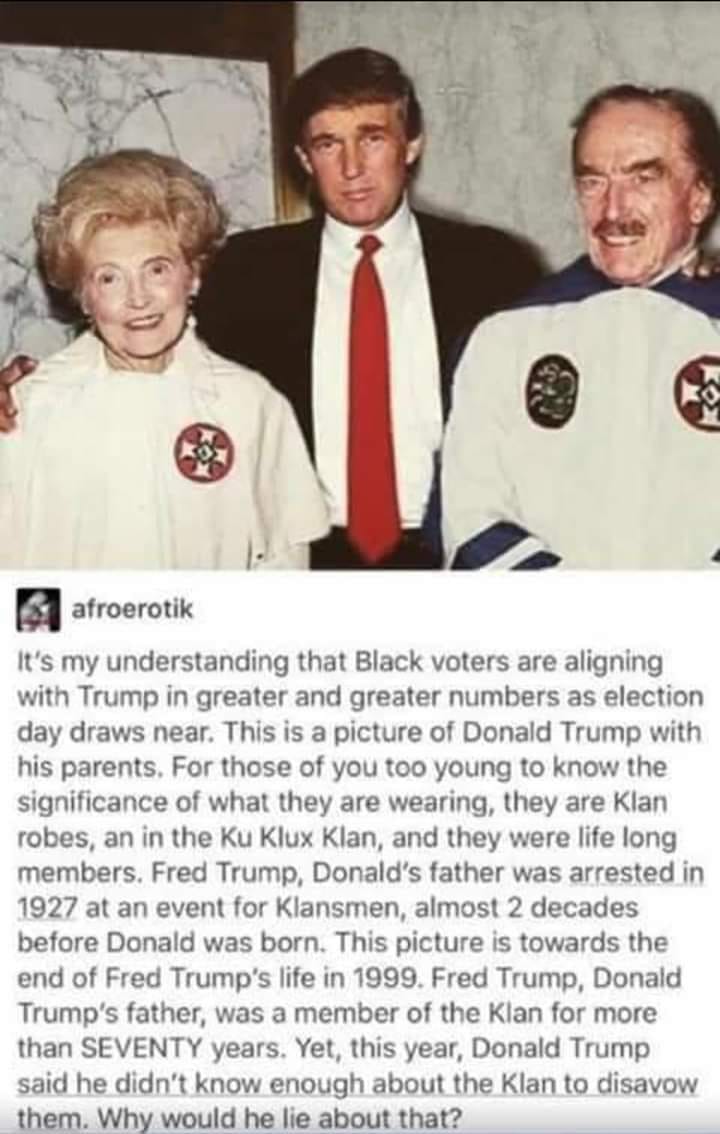 afroerotik
It's my understanding that Black voters are aligning
with Trump in greater and greater numbers as election
day draws near. This is a picture of Donald Trump with
his parents. For those of you too young to know the
significance of what they are wearing, they are Klan
robes, an in the Ku Klux Klan, and they were life long
members. Fred Trump, Donald's father was arrested in
1927 at an event for Klansmen, almost 2 decades
before Donald was born. This picture is towards the
end of Fred Trump's life in 1999. Fred Trump, Donald
Trump's father, was a member of the Klan for more
than SEVENTY years. Yet, this year, Donald Trump
said he didn't know enough about the Klan to disavow
them. Why would he lie about that?